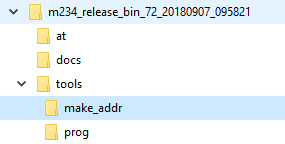 m234_release_bin_72_20180907_095821
at
docs
tools
make_addr
prog